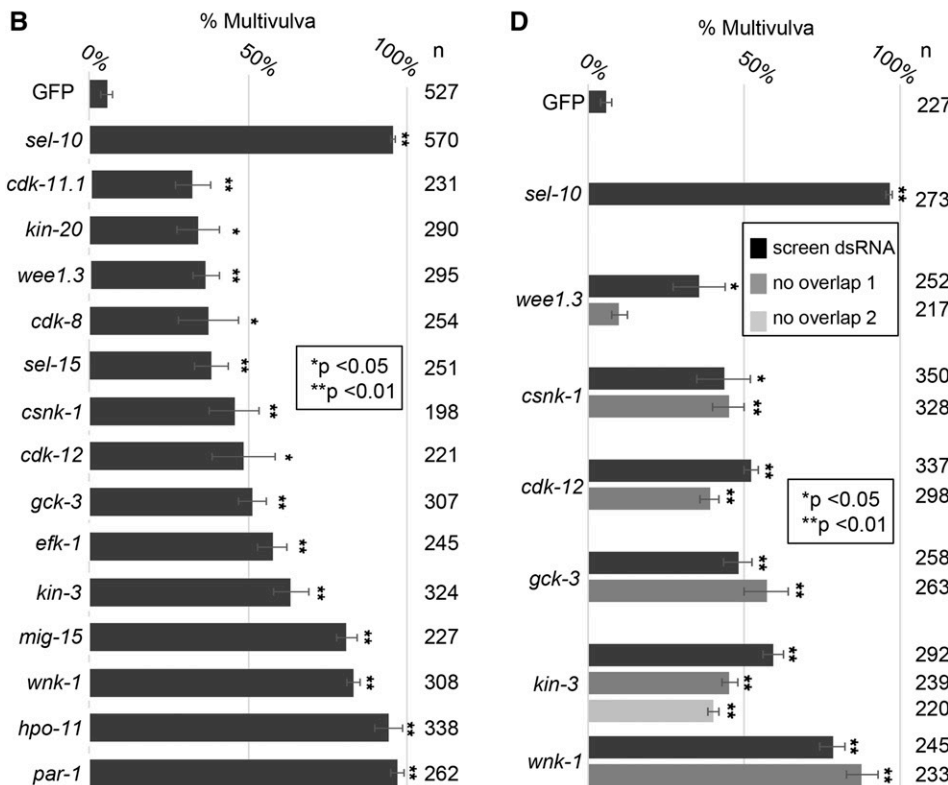 B
% Multivulva
n
0% 50% 100%
GFP 527
sel-10 ** 570
cdk-11.1 ** 231
kin-20 * 290
wee1.3 ** 295
cdk-8 * 254
sel-15 ** 251
csnk-1 ** 198
cdk-12 * 221
gck-3 ** 307
efk-1 ** 245
kin-3 ** 324
mig-15 ** 227
wnk-1 ** 308
hpo-11 ** 338
par-1 ** 262
*p <0.05
**p <0.01
D
% Multivulva
n
0% 50% 100%
GFP 227
sel-10 ** 273
screen dsRNA
no overlap 1
no overlap 2
wee1.3 * 252
217
csnk-1 * 350
** 328
cdk-12 ** 337
** 298
*p <0.05
**p <0.01
gck-3 ** 258
** 263
kin-3 ** 292
** 239
** 220
wnk-1 ** 245
** 233